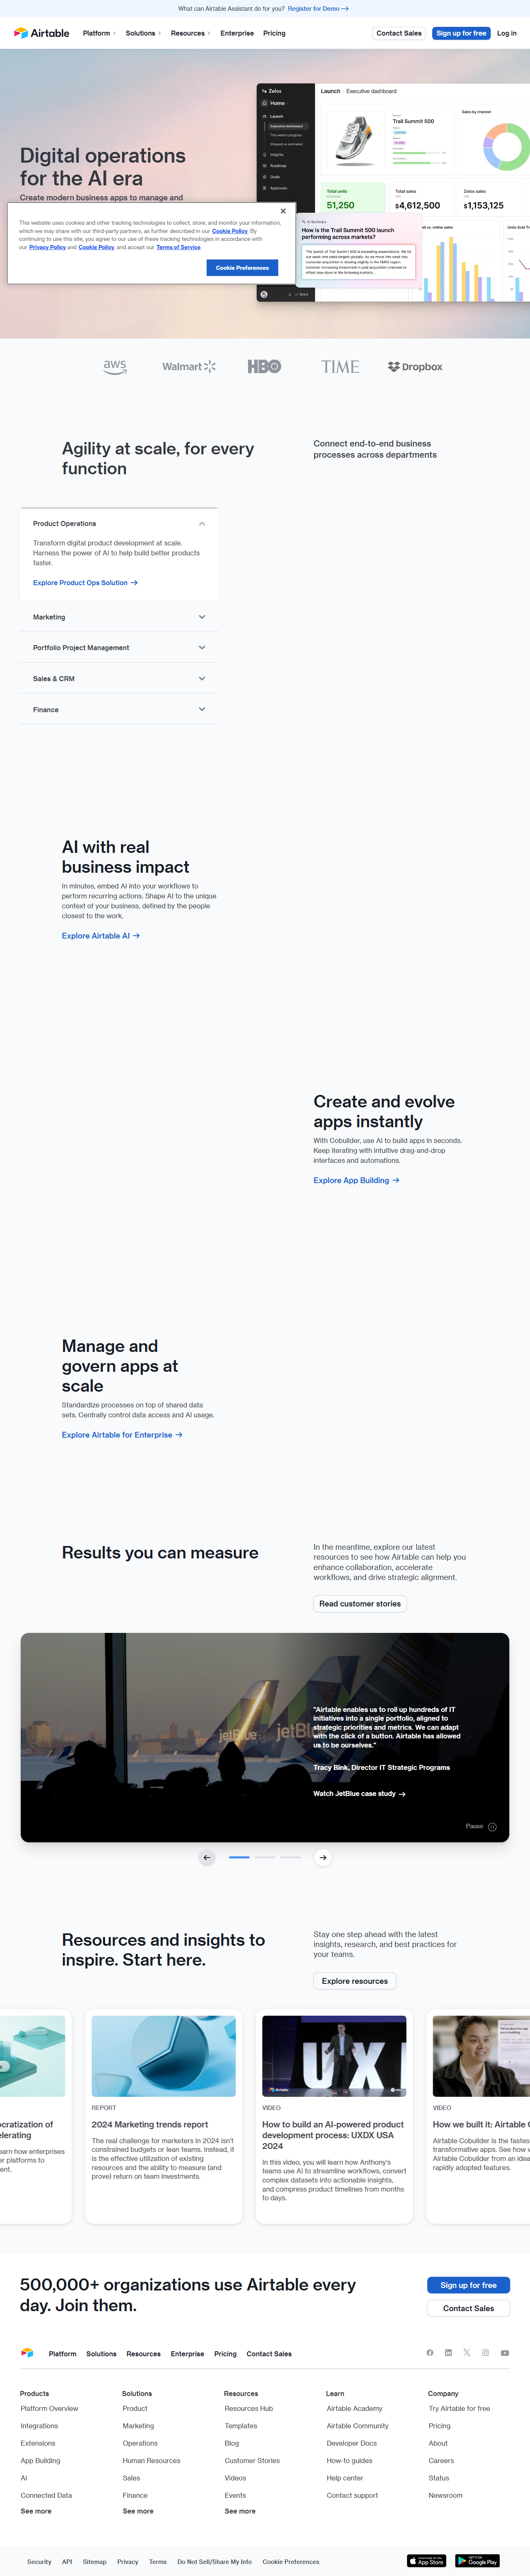 What can Airtable Assistant do for you? Register for Demo →
Airtable
Platform
Solutions
Resources
Enterprise
Pricing
Contact Sales
Sign up for free
Log in
Digital operations
for the AI era
Create modern business apps to manage and
Zelos
Home
Launch
Executive dashboard
Insights
Roadmap
Goals
Approvals
Launch
Executive dashboard
Trail Summit 500
Sales by channel
Total units
51,250
Total sales
$4,612,500
Zelos sales
$1,153,125
AI Summary
How is the Trail Summit 500 launch
performing across markets?
vs. online sales
Units Sold
This website uses cookies and other tracking technologies to collect, store, and monitor your information,
which we may share with our third-party partners, as further described in our Cookie Policy. By
continuing to use this site, you agree to our use of these tracking technologies in accordance with
our Privacy Policy and Cookie Policy, and accept our Terms of Service.
Cookie Preferences
aws
Walmart
HBO
TIME
Dropbox
Agility at scale, for every
function
Connect end-to-end business
processes across departments
Product Operations
Transform digital product development at scale.
Harness the power of AI to help build better products
faster.
Explore Product Ops Solution →
Marketing
Portfolio Project Management
Sales & CRM
Finance
AI with real
business impact
In minutes, embed AI into your workflows to
perform recurring actions. Shape AI to the unique
context of your business, defined by the people
closest to the work.
Explore Airtable AI →
Create and evolve
apps instantly
With Cobuilder, use AI to build apps in seconds.
Keep iterating with intuitive drag-and-drop
interfaces and automations.
Explore App Building →
Manage and
govern apps at
scale
Standardize processes on top of shared data
sets. Centrally control data access and AI usage.
Explore Airtable for Enterprise →
Results you can measure
In the meantime, explore our latest
resources to see how Airtable can help you
enhance collaboration, accelerate
workflows, and drive strategic alignment.
Read customer stories
jetBlue
jetBl
"Airtable enables us to roll up hundreds of IT
initiatives into a single portfolio, aligned to
strategic priorities and metrics. We can adapt
with the click of a button. Airtable has allowed
us to be ourselves."
Tracy Bink, Director IT Strategic Programs
Watch JetBlue case study →
Pause
Resources and insights to
inspire. Start here.
Stay one step ahead with the latest
insights, research, and best practices for
your teams.
Explore resources
cratization of
elerating
earn how enterprises
er platforms to
ent.
REPORT
2024 Marketing trends report
The real challenge for marketers in 2024 isn't
constrained budgets or lean teams. Instead, it
is the effective utilization of existing
resources and the ability to measure (and
prove) return on team investments.
UX
Airtable
VIDEO
How to build an AI-powered product
development process: UXDX USA
2024
In this video, you will learn how Anthony's
teams use AI to streamline workflows, convert
complex datasets into actionable insights,
and compress product timelines from months
to days.
VIDEO
How we built it: Airtable C
Airtable Cobuilder is the fastes
transformative apps. See how w
Airtable Cobuilder from an idea
rapidly adopted features.
500,000+ organizations use Airtable every
day. Join them.
Sign up for free
Contact Sales
Platform
Solutions
Resources
Enterprise
Pricing
Contact Sales
Products
Platform Overview
Integrations
Extensions
App Building
AI
Connected Data
See more
Solutions
Product
Marketing
Operations
Human Resources
Sales
Finance
See more
Resources
Resources Hub
Templates
Blog
Customer Stories
Videos
Events
See more
Learn
Airtable Academy
Airtable Community
Developer Docs
How-to guides
Help center
Contact support
Company
Try Airtable for free
Pricing
About
Careers
Status
Newsroom
Security
API
Sitemap
Privacy
Terms
Do Not Sell/Share My Info
Cookie Preferences
App Store
Google Play